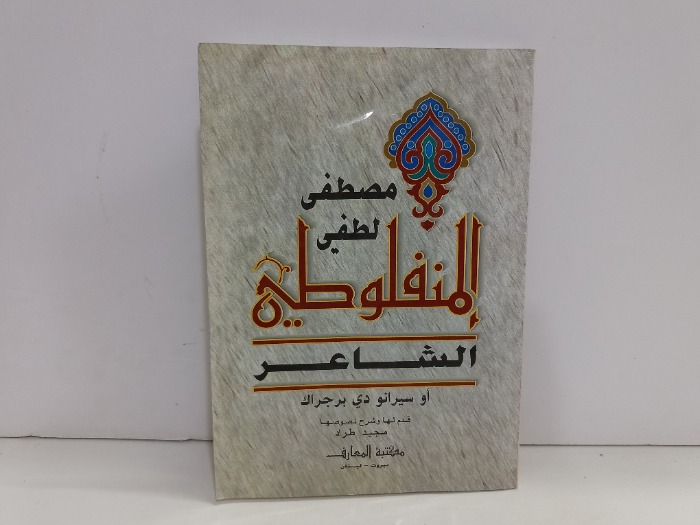 مصطفى
لطفي
المنفلوطي
الشاعر
أو سيرانو دي برجراك
قدم لها وشرح نصوصها
مجيد طراد
مكتبة المعارف
بيروت - لبنان